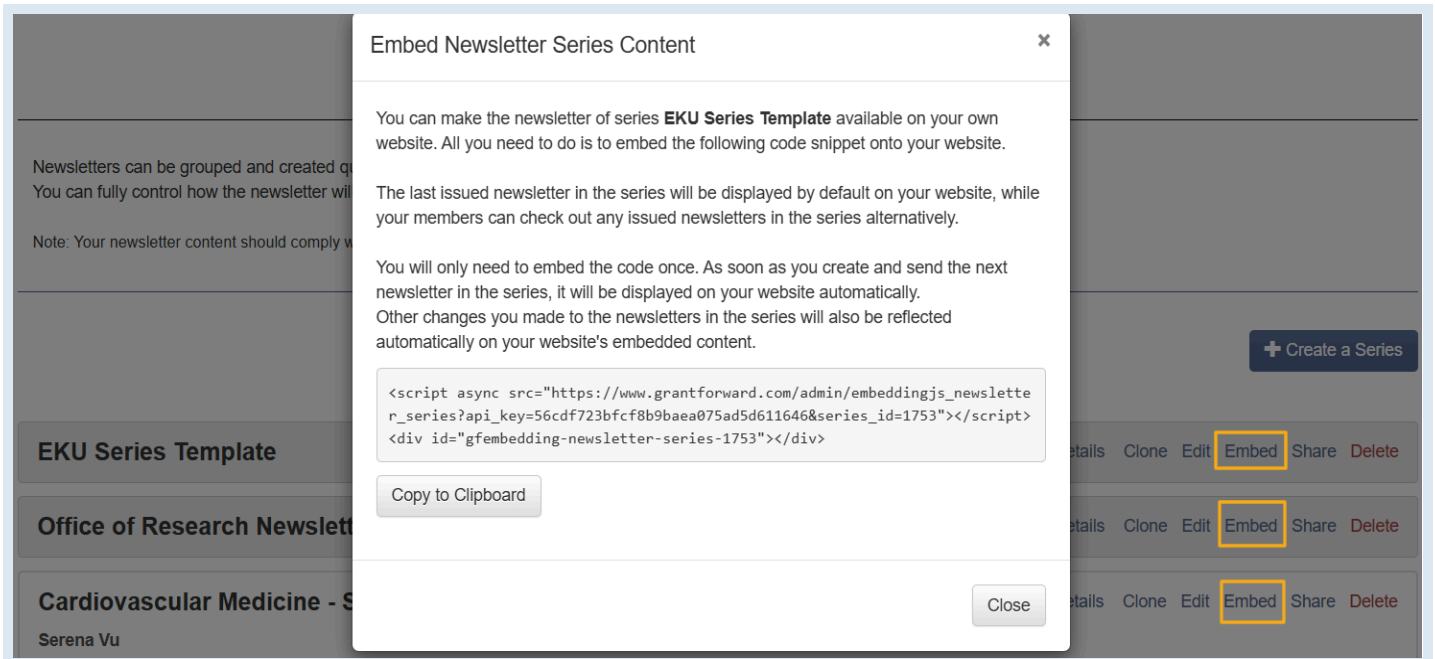 Embed Newsletter Series Content
×
You can make the newsletter of series EKU Series Template available on your own
website. All you need to do is to embed the following code snippet onto your website.
The last issued newsletter in the series will be displayed by default on your website, while
your members can check out any issued newsletters in the series alternatively.
You will only need to embed the code once. As soon as you create and send the next
newsletter in the series, it will be displayed on your website automatically.
Other changes you made to the newsletters in the series will also be reflected
automatically on your website's embedded content.
<script async src="https://www.grantforward.com/admin/embeddingjs_newslette
r_series?api_key=56cdf723bfcf8b9baea075ad5d611646&series_id=1753"></script>
<div id="gfembedding-newsletter-series-1753"></div>
Copy to Clipboard
Close
Newsletters can be grouped and created
You can fully control how the newsletter
Note: Your newsletter content should comply
+ Create a Series
EKU Series Template
Clone Edit Embed Share Delete
Office of Research
Clone Edit Embed Share Delete
Cardiovascular Medicine -
Clone Edit Embed Share Delete
Serena Vu